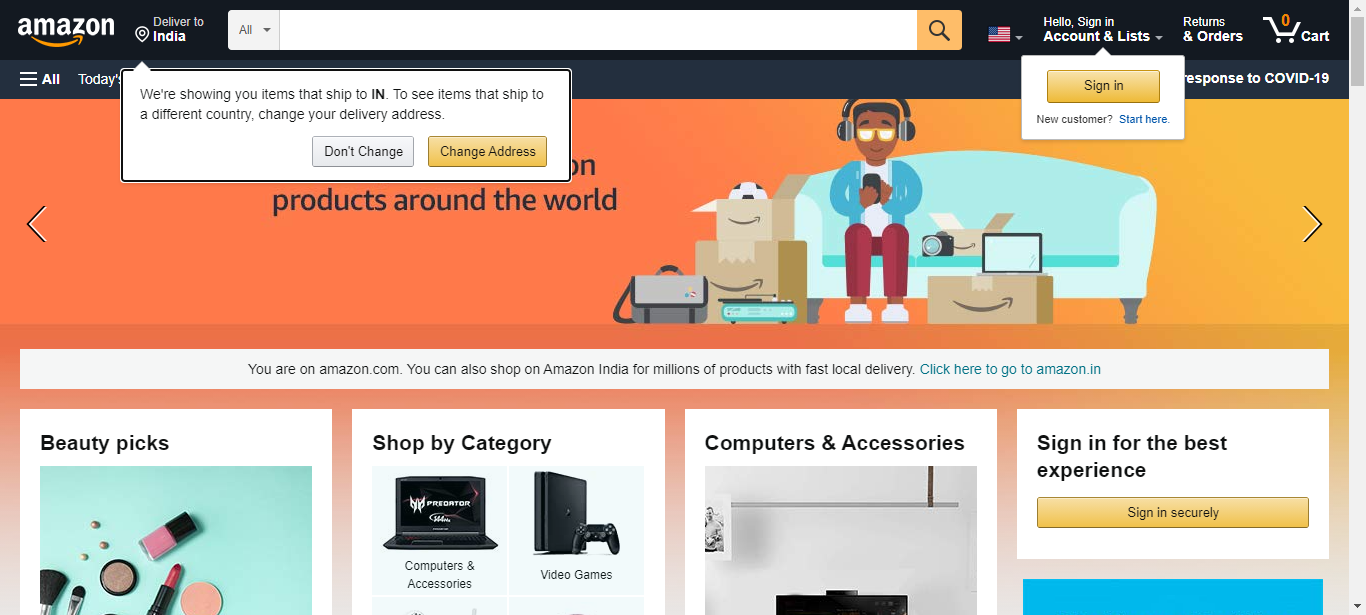 amazon
Deliver to
India
All
Hello, Sign in
Account & Lists
Returns
& Orders
0
Cart
All
Today's
response to COVID-19
We're showing you items that ship to IN. To see items that ship to
a different country, change your delivery address.
Don't Change
Change Address
Sign in
New customer? Start here.
on
products around the world
You are on amazon.com. You can also shop on Amazon India for millions of products with fast local delivery. Click here to go to amazon.in
Beauty picks
Shop by Category
PREDATOR
Computers &
Accessories
Video Games
Computers & Accessories
Sign in for the best
experience
Sign in securely